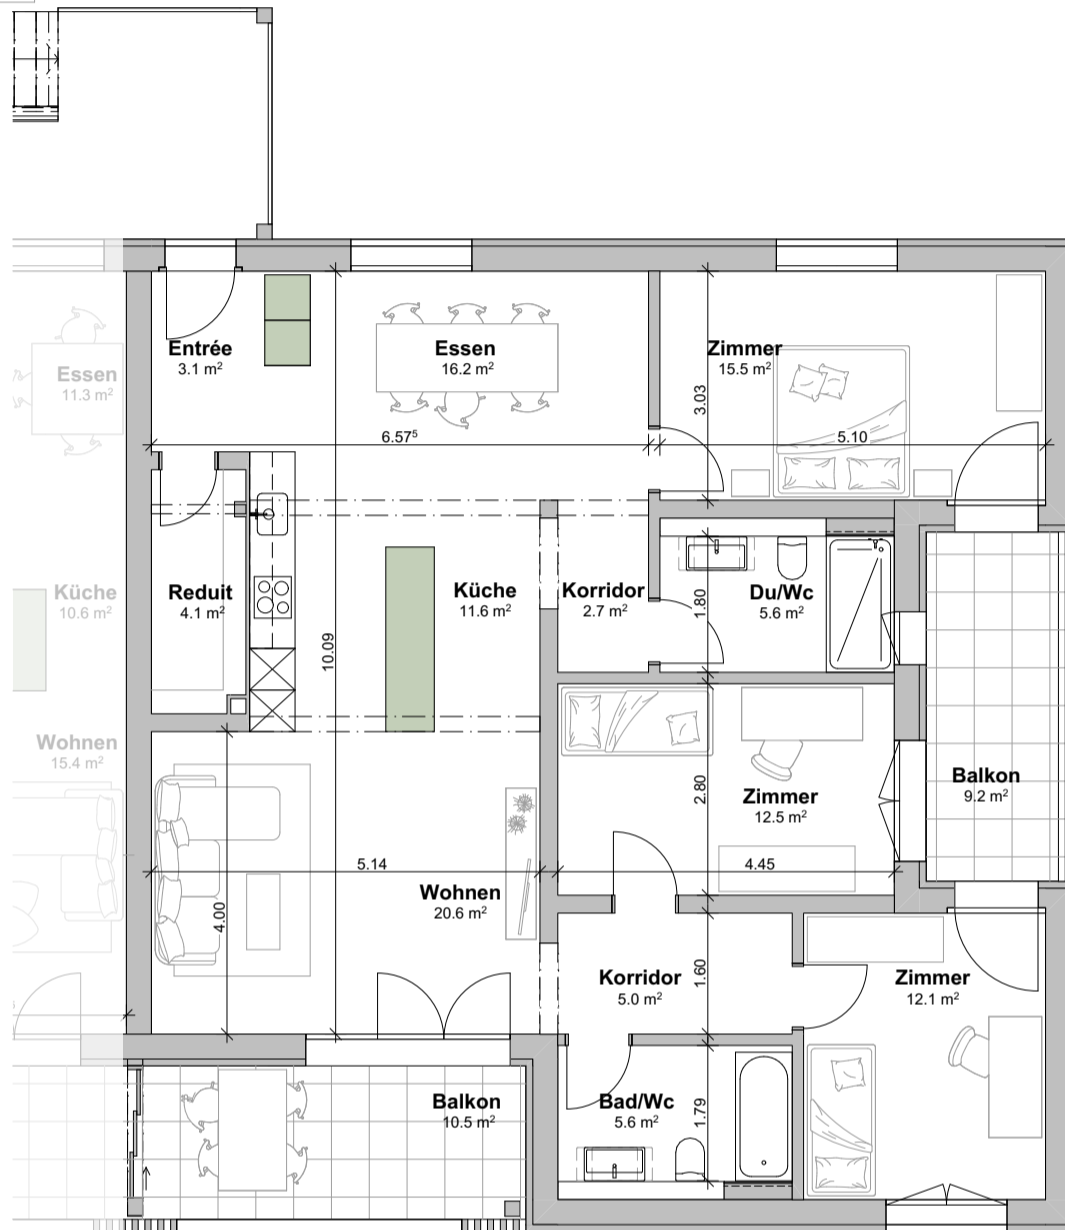 Entrée
3.1 m²
Essen
16.2 m²
Zimmer
15.5 m²
Essen
11.3 m²
3.03
6.57⁵
5.10
Küche
10.6 m²
Reduit
4.1 m²
Küche
11.6 m²
Korridor
2.7 m²
1.80
Du/Wc
5.6 m²
10.09
Wohnen
15.4 m²
2.80
Zimmer
12.5 m²
Balkon
9.2 m²
5.14
4.45
4.00
Wohnen
20.6 m²
Korridor
5.0 m²
1.60
Zimmer
12.1 m²
Balkon
10.5 m²
Bad/Wc
5.6 m²
1.79